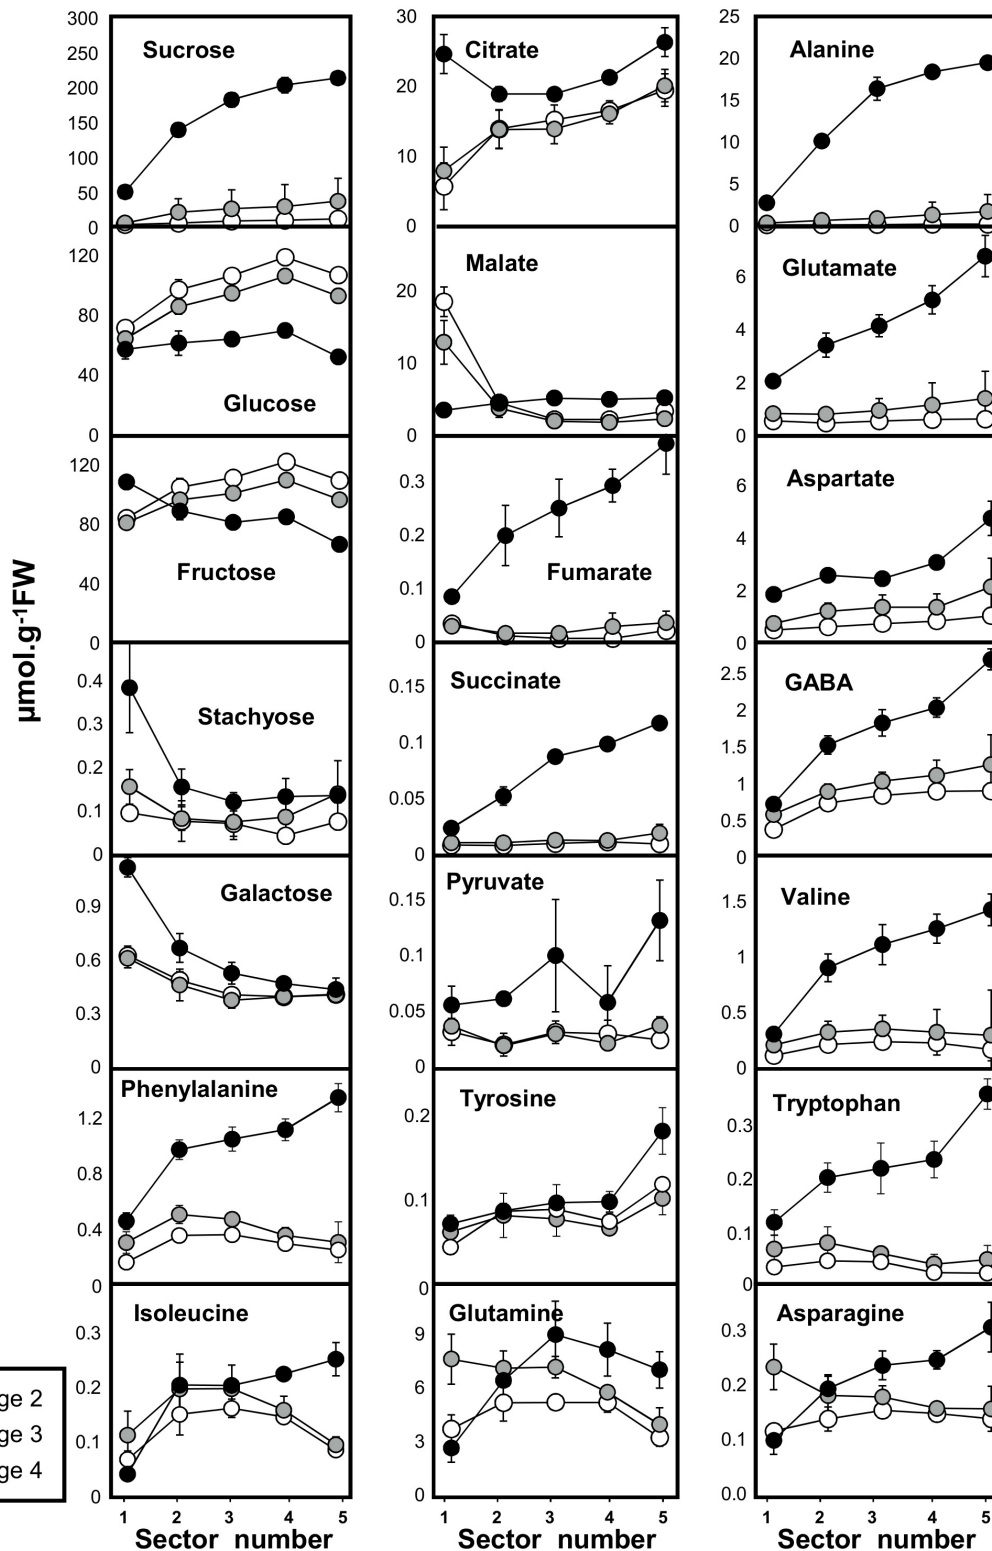 µmol.g⁻¹FW
300
250
200
150
100
50
0
Sucrose
30
20
10
0
Citrate
25
20
15
10
5
0
Alanine
120
80
40
0
Glucose
20
10
0
Malate
6
4
2
0
Glutamate
120
80
40
0
Fructose
0.3
0.2
0.1
0
Fumarate
6
4
2
0
Aspartate
0.4
0.3
0.2
0.1
0
Stachyose
0.15
0.1
0.05
0
Succinate
2.5
2
1.5
1
0.5
0
GABA
0.9
0.6
0.3
0
Galactose
0.15
0.1
0.05
0
Pyruvate
1.5
1
0.5
0
Valine
1.2
0.8
0.4
0
Phenylalanine
0.2
0.1
0
Tyrosine
0.3
0.2
0.1
0
Tryptophan
0.3
0.2
0.1
0
Isoleucine
9
6
3
0
Glutamine
0.3
0.2
0.1
0.0
Asparagine
ge 2
ge 3
ge 4
1 2 3 4 5
Sector number
1 2 3 4 5
Sector number
1 2 3 4 5
Sector number